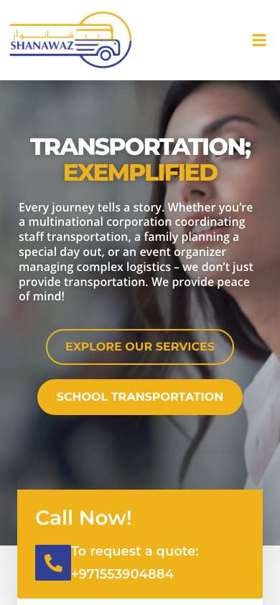 شانواز
SHANAWAZ
TRANSPORTATION;
EXEMPLIFIED
Every journey tells a story. Whether you're
a multinational corporation coordinating
staff transportation, a family planning a
special day out, or an event organizer
managing complex logistics – we don't just
provide transportation. We provide peace
of mind!
EXPLORE OUR SERVICES
SCHOOL TRANSPORTATION
Call Now!
To request a quote:
+971553904884